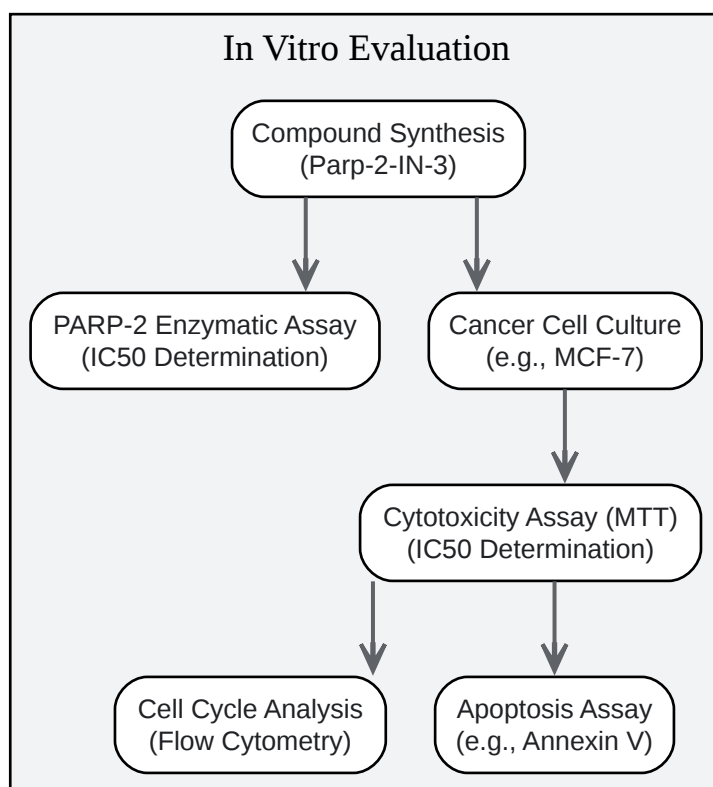 In Vitro Evaluation
Compound Synthesis
(Parp-2-IN-3)
PARP-2 Enzymatic Assay
(IC50 Determination)
Cancer Cell Culture
(e.g., MCF-7)
Cytotoxicity Assay (MTT)
(IC50 Determination)
Cell Cycle Analysis
(Flow Cytometry)
Apoptosis Assay
(e.g., Annexin V)